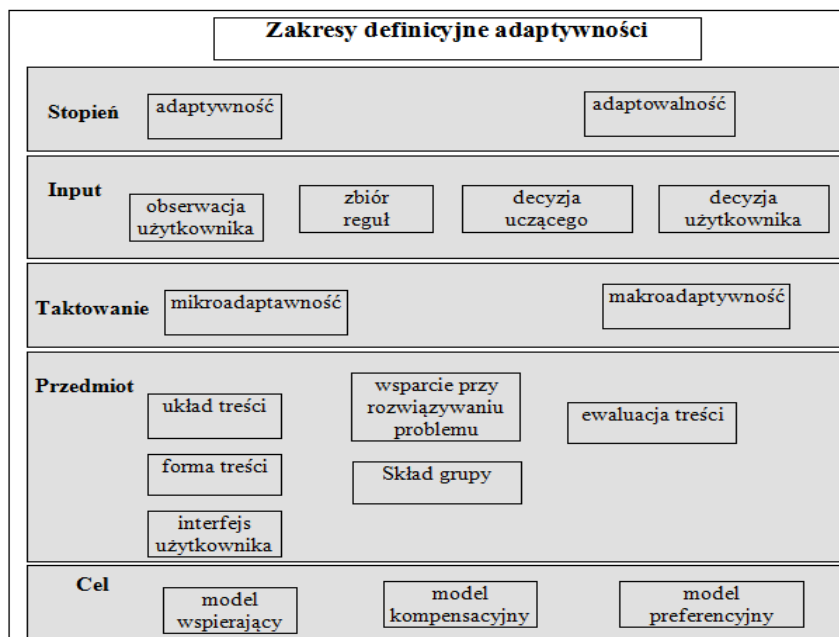 Zakresy definicyjne adaptywności
Stopień
adaptywność
adaptowalność
Input
obserwacja
użytkownika
zbiór
reguł
decyzja
uczącego
decyzja
użytkownika
Taktowanie
mikroadaptawność
makroadaptywność
Przedmiot
układ treści
wsparcie przy
rozwiązywaniu
problemu
ewaluacja treści
forma treści
Skład grupy
interfejs
użytkownika
Cel
model
wspierający
model
kompensacyjny
model
preferencyjny